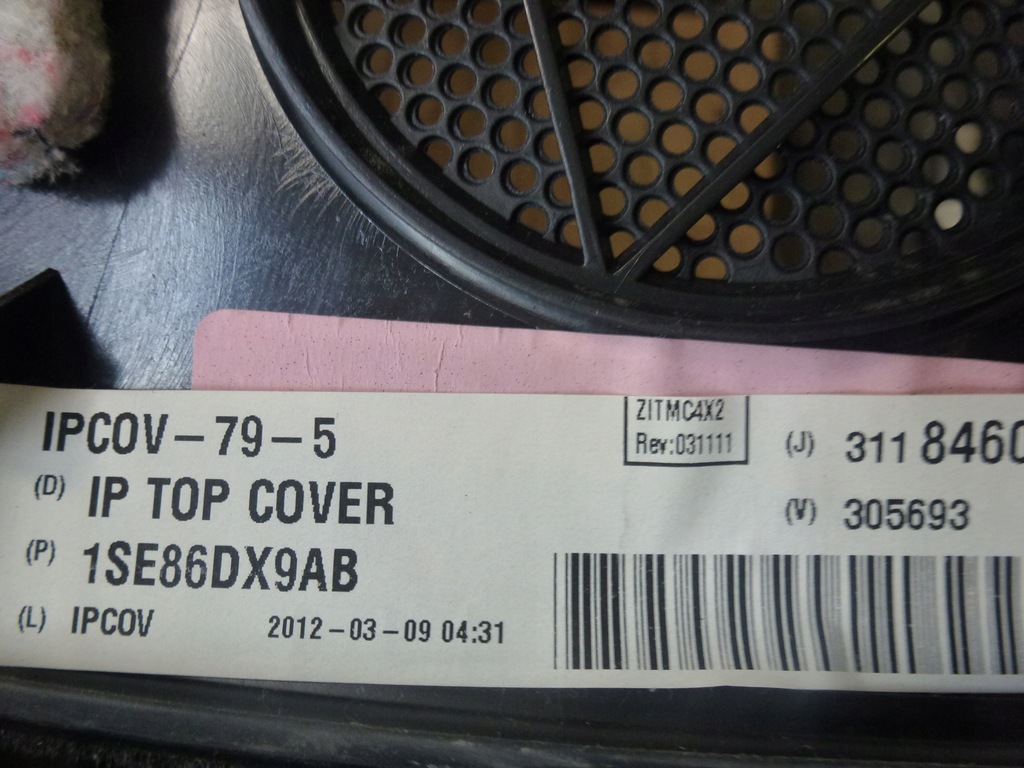 IPCOV-79-5
(D) IP TOP COVER
(P) 1SE86DX9AB
(L) IPCOV 2012-03-09 04:31
ZITMC4X2
Rev:031111
(J) 311 8460
(V) 305693